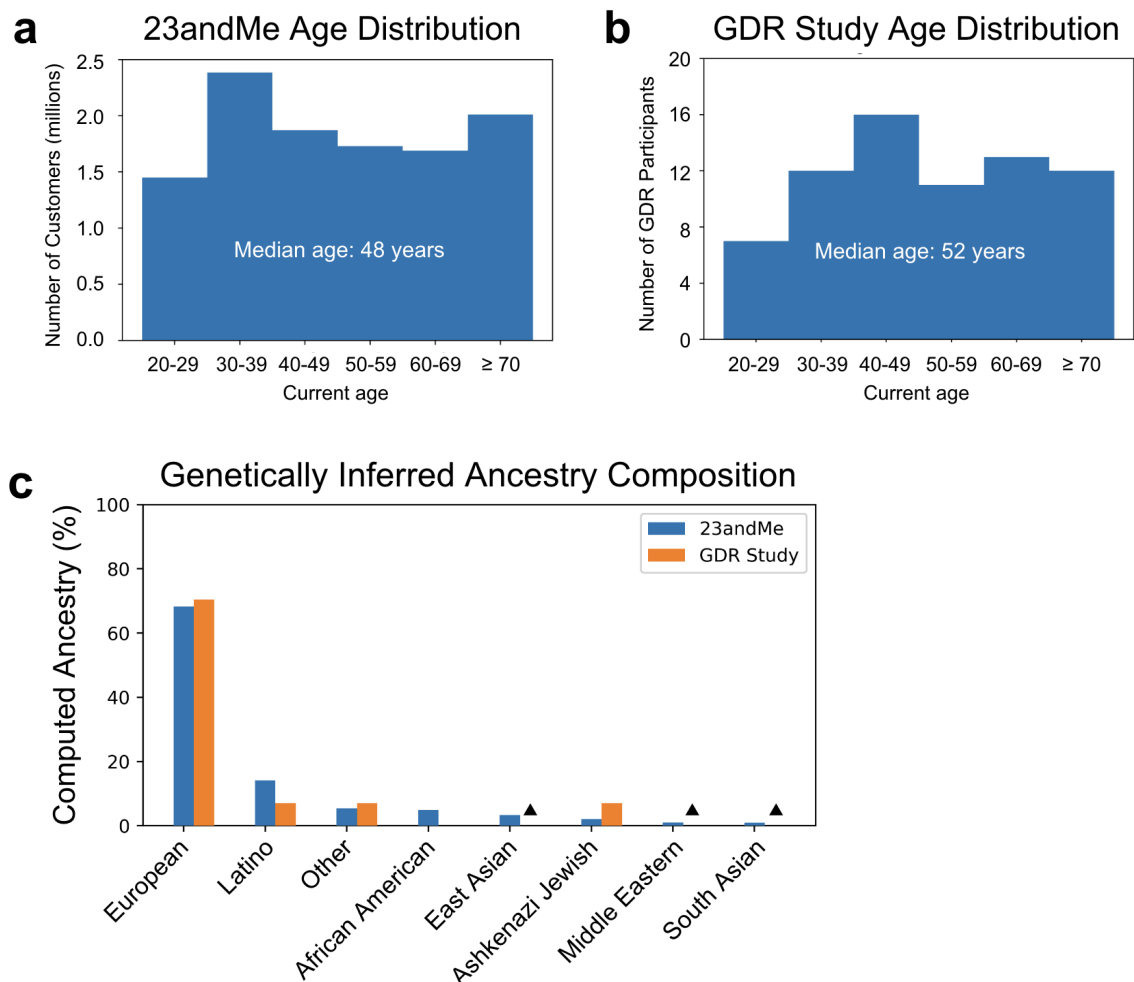 a
23andMe Age Distribution
Number of Customers (millions)
2.5
2.0
1.5
1.0
0.5
0.0
Median age: 48 years
20-29 30-39 40-49 50-59 60-69 ≥ 70
Current age
b
GDR Study Age Distribution
Number of GDR Participants
20
16
12
8
4
0
Median age: 52 years
20-29 30-39 40-49 50-59 60-69 ≥ 70
Current age
c
Genetically Inferred Ancestry Composition
Computed Ancestry (%)
100
80
60
40
20
0
23andMe
GDR Study
European
Latino
Other
African American
East Asian
Ashkenazi Jewish
Middle Eastern
South Asian